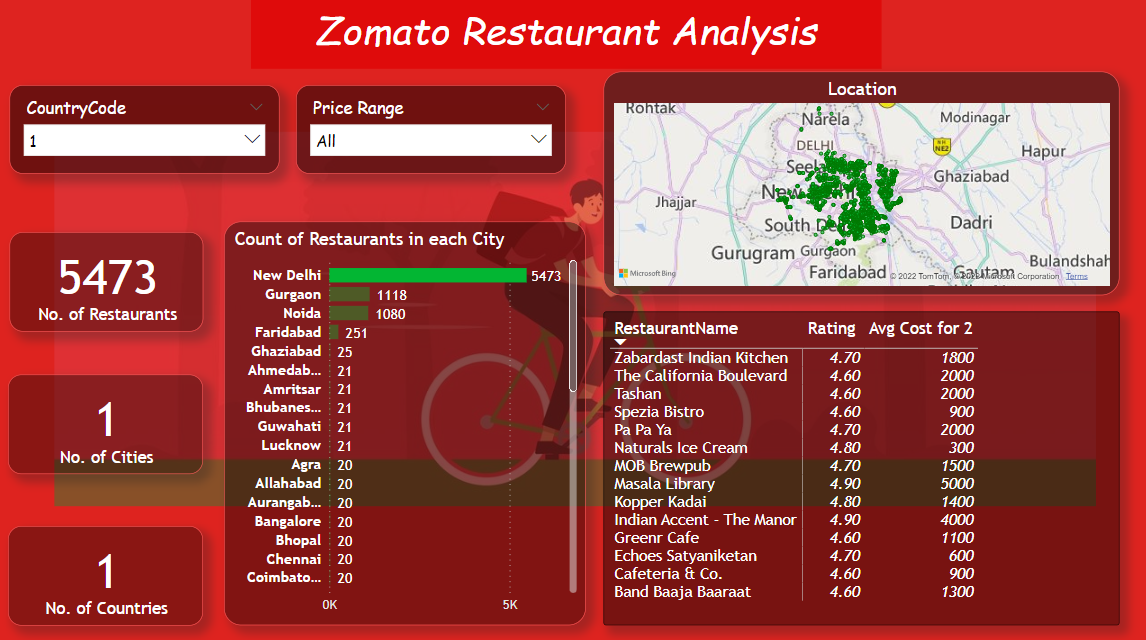 Zomato Restaurant Analysis
CountryCode
1
Price Range
All
Location
Rohtak
Narela
Modinagar
DELHI
NE2
Hapur
Ghaziabad
Jhajjar
South De
Dadri
Gurugram
Gurgaon
Bulandshah
Faridabad
Gautam
Microsoft Bing
© 2022 TomTom, © 2023 Microsoft Corporation
Terms
5473
No. of Restaurants
1
No. of Cities
1
No. of Countries
Count of Restaurants in each City
New Delhi 5473
Gurgaon 1118
Noida 1080
Faridabad 251
Ghaziabad 25
Ahmedab... 21
Amritsar 21
Bhubanes... 21
Guwahati 21
Lucknow 21
Agra 20
Allahabad 20
Aurangab... 20
Bangalore 20
Bhopal 20
Chennai 20
Coimbato... 20
0K 5K
RestaurantName Rating Avg Cost for 2
Zabardast Indian Kitchen 4.70 1800
The California Boulevard 4.60 2000
Tashan 4.60 2000
Spezia Bistro 4.60 900
Pa Pa Ya 4.70 2000
Naturals Ice Cream 4.80 300
MOB Brewpub 4.70 1500
Masala Library 4.90 5000
Kopper Kadai 4.80 1400
Indian Accent - The Manor 4.90 4000
Greenr Cafe 4.60 1100
Echoes Satyaniketan 4.70 600
Cafeteria & Co. 4.60 900
Band Baaja Baaraat 4.60 1300